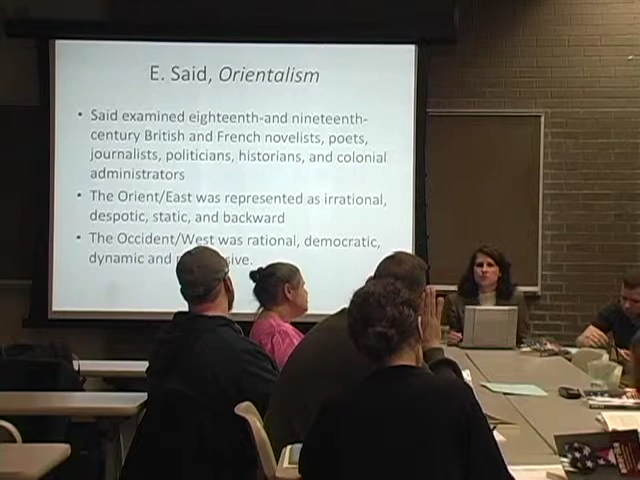 E. Said, Orientalism
• Said examined eighteenth-and nineteenth-
century British and French novelists, poets,
journalists, politicians, historians, and colonial
administrators
• The Orient/East was represented as irrational,
despotic, static, and backward
• The Occident/West was rational, democratic,
dynamic and